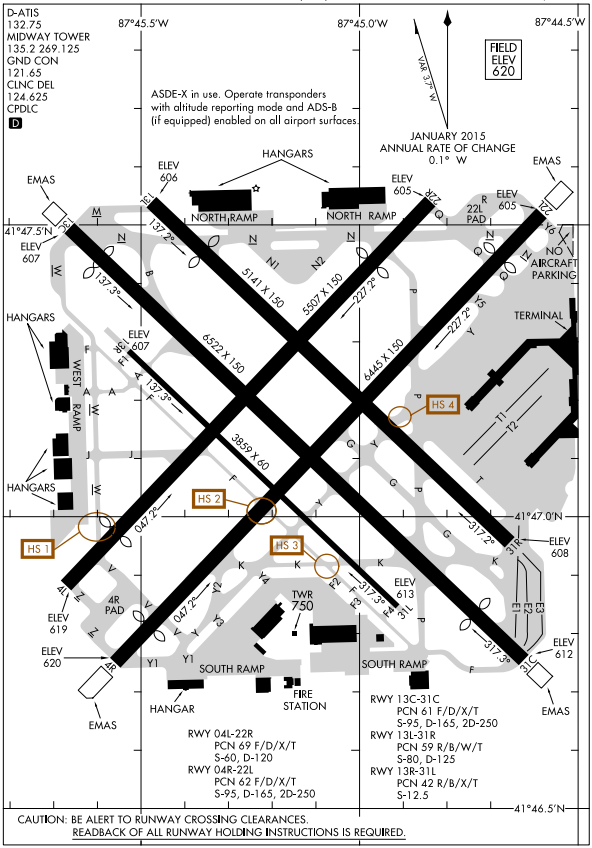 87°45.5'W
87°45.0'W
87°44.5'W
D-ATIS
132.75
MIDWAY TOWER
135.2 269.125
GND CON
121.65
CLNC DEL
124.625
CPDLC
D
ASDE-X in use. Operate transponders
with altitude reporting mode and ADS-B
(if equipped) enabled on all airport surfaces.
VAR 3.7° W
FIELD
ELEV
620
JANUARY 2015
ANNUAL RATE OF CHANGE
0.1° W
HANGARS
EMAS
ELEV
606
13L
NORTH RAMP
NORTH RAMP
ELEV
605
22R
R
22L
PAD
ELEV
605
22L
EMAS
41°47.5'N
ELEV
607
13C
M
N
N
N
Q
N
Q
N
Q
Y6
NO
AIRCRAFT
PARKING
W
B
137.2°
137.3°
N1
N2
5141 X 150
5507 X 150
227.2°
P
227.2°
Y5
Y
TERMINAL
HANGARS
ELEV
607
13R
F1
6522 X 150
6445 X 150
F
WEST
RAMP
A
A
A
W
F
137.3°
P
HS 4
T1
T2
3859 X 60
G
Y
J
J
HANGARS
W
F
P
T
HS 2
Y
G
P
317.2°
41°47.0'N
HS 1
047.2°
HS 3
31R
ELEV
608
4L
Z
V
4R
PAD
V
V
Z
047.2°
Y2
K
Y4
K
K
K
F2
F
F3
F4
317.3°
ELEV
613
31L
G
K
E1
E2
E3
ELEV
619
TWR
750
Y
Y3
ELEV
620
4R
Y1
Y1
SOUTH RAMP
SOUTH RAMP
F
317.3°
31C
ELEV
612
EMAS
HANGAR
FIRE
STATION
EMAS
RWY 04L-22R
PCN 69 F/D/X/T
S-60, D-120
RWY 04R-22L
PCN 62 F/D/X/T
S-95, D-165, 2D-250
RWY 13C-31C
PCN 61 F/D/X/T
S-95, D-165, 2D-250
RWY 13L-31R
PCN 59 R/B/W/T
S-80, D-125
RWY 13R-31L
PCN 42 R/B/X/T
S-12.5
41°46.5'N
CAUTION: BE ALERT TO RUNWAY CROSSING CLEARANCES.
READBACK OF ALL RUNWAY HOLDING INSTRUCTIONS IS REQUIRED.